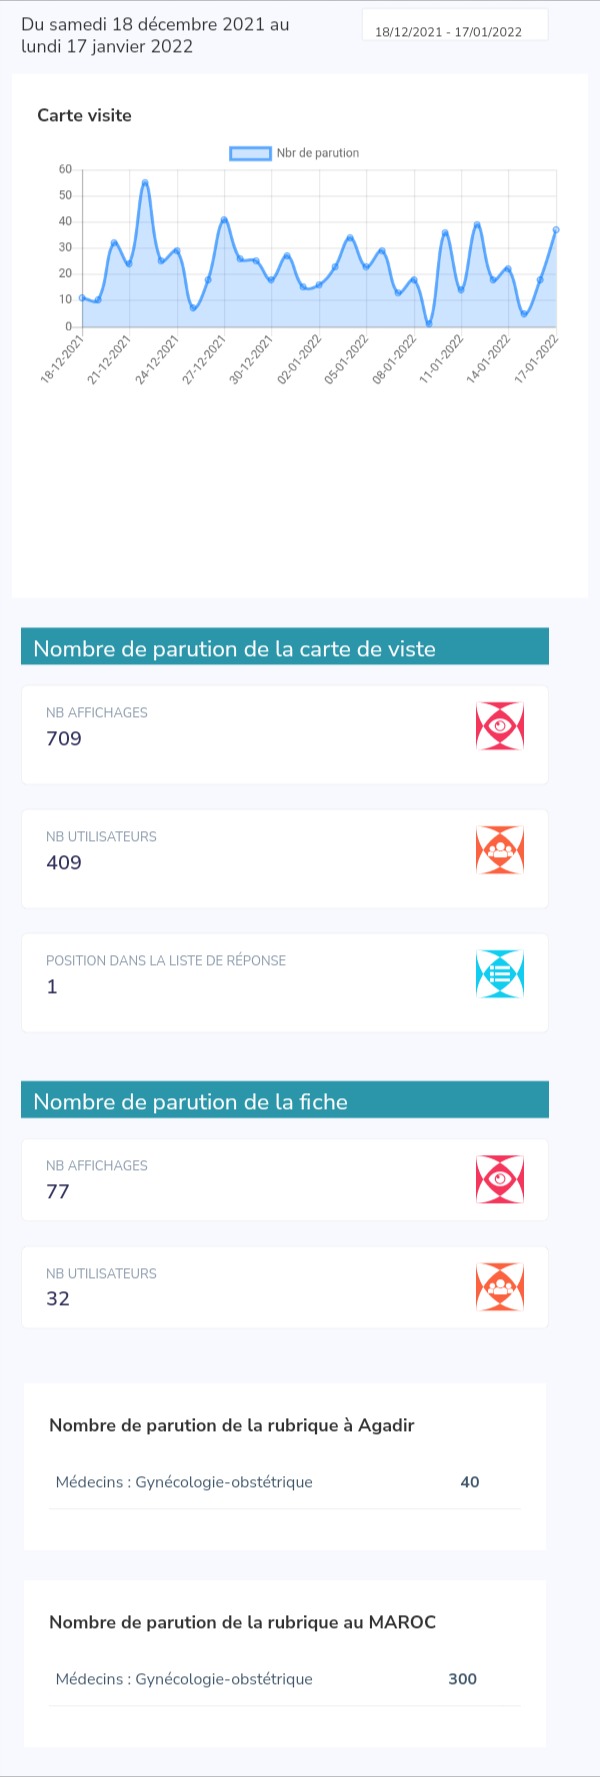 Du samedi 18 décembre 2021 au
lundi 17 janvier 2022
18/12/2021 - 17/01/2022
Carte visite
Nbr de parution
60
50
40
30
20
10
0
18-12-2021
21-12-2021
24-12-2021
27-12-2021
30-12-2021
02-01-2022
05-01-2022
08-01-2022
11-01-2022
14-01-2022
17-01-2022
Nombre de parution de la carte de viste
NB AFFICHAGES
709
NB UTILISATEURS
409
POSITION DANS LA LISTE DE RÉPONSE
1
Nombre de parution de la fiche
NB AFFICHAGES
77
NB UTILISATEURS
32
Nombre de parution de la rubrique à Agadir
Médecins : Gynécologie-obstétrique 40
Nombre de parution de la rubrique au MAROC
Médecins : Gynécologie-obstétrique 300